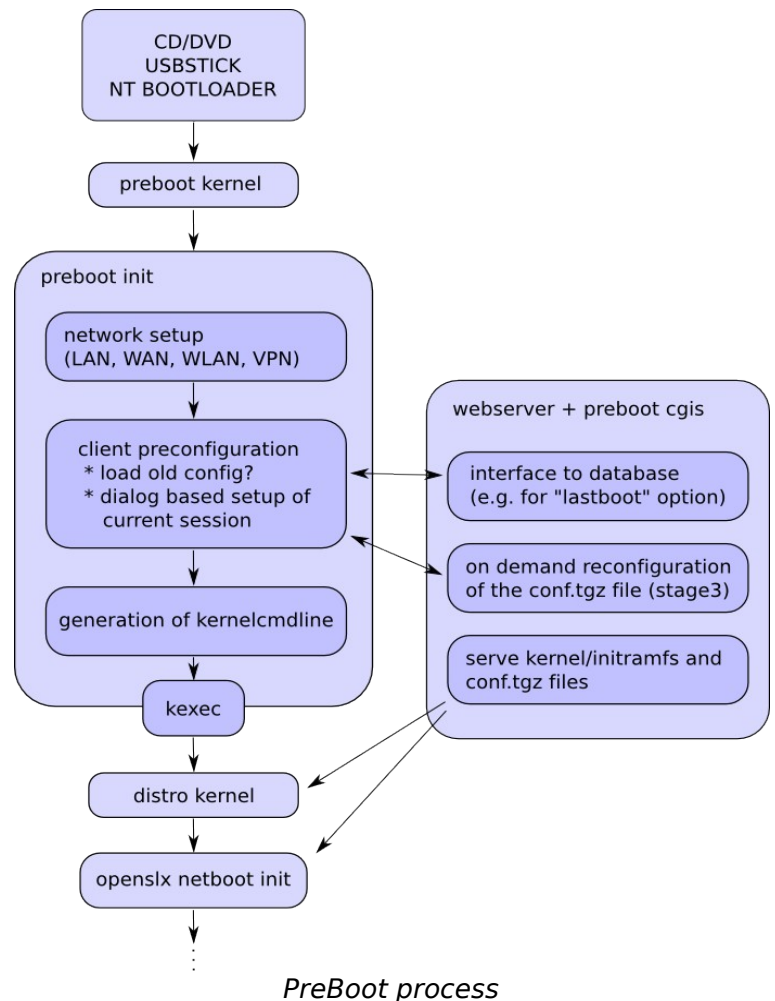 CD/DVD
USBSTICK
NT BOOTLOADER
preboot kernel
preboot init
network setup
(LAN, WAN, WLAN, VPN)
client preconfiguration
* load old config?
* dialog based setup of
current session
generation of kernelcmdline
kexec
distro kernel
openslx netboot init
webserver + preboot cgis
interface to database
(e.g. for "lastboot" option)
on demand reconfiguration
of the conf.tgz file (stage3)
serve kernel/initramfs and
conf.tgz files
PreBoot process